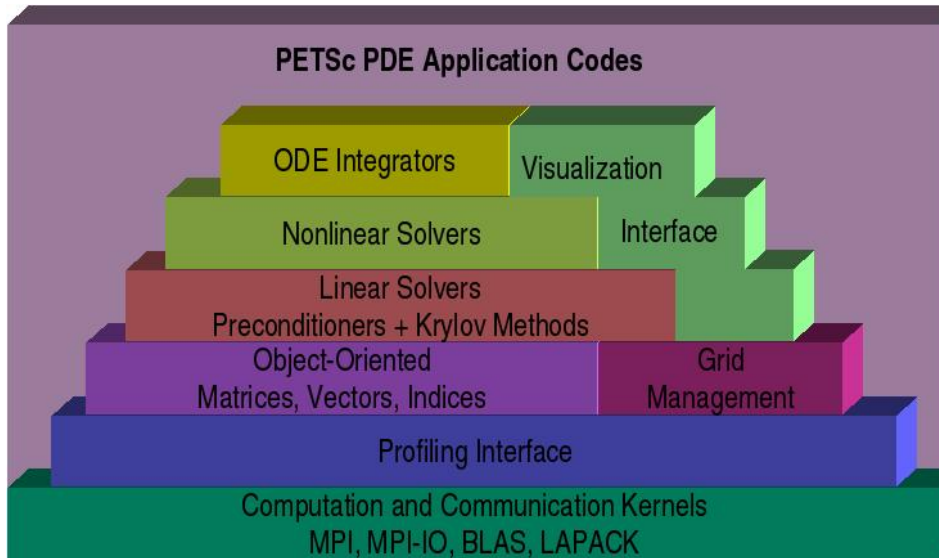 PETSc PDE Application Codes
ODE Integrators
Visualization
Nonlinear Solvers
Interface
Linear Solvers
Preconditioners + Krylov Methods
Object-Oriented
Matrices, Vectors, Indices
Grid
Management
Profiling Interface
Computation and Communication Kernels
MPI, MPI-IO, BLAS, LAPACK